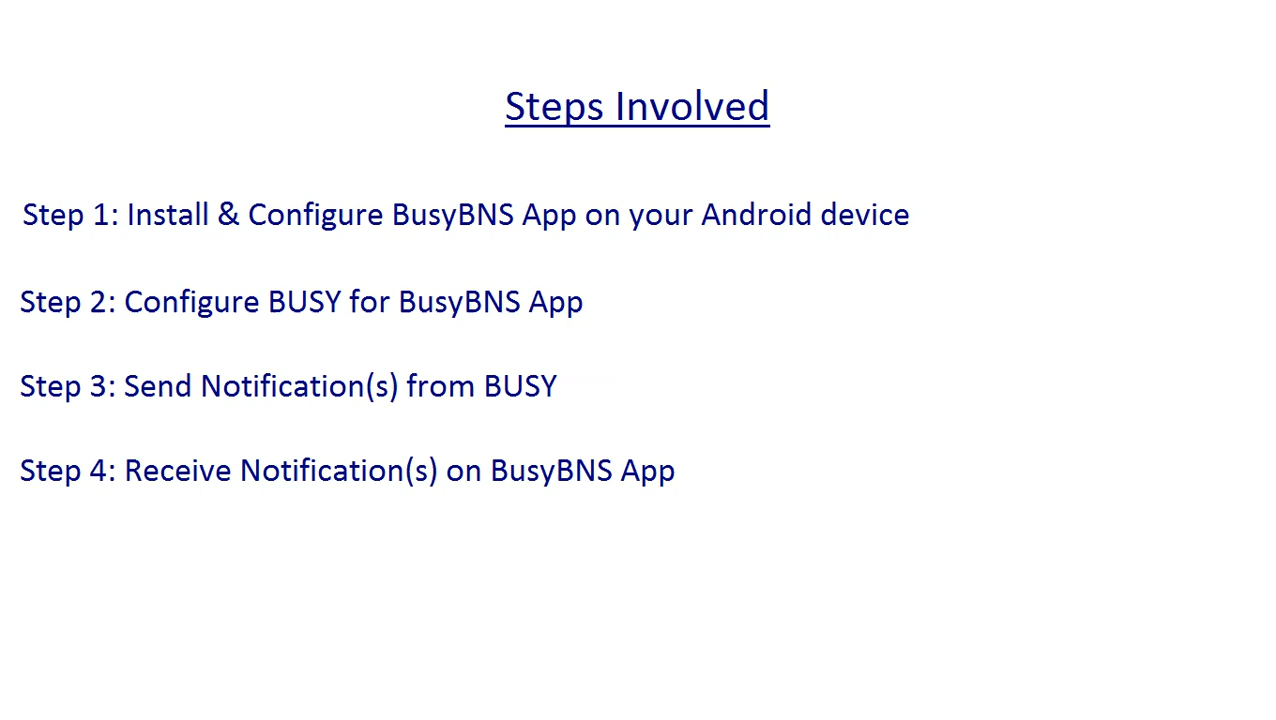 Steps Involved
Step 1: Install & Configure BusyBNS App on your Android device
Step 2: Configure BUSY for BusyBNS App
Step 3: Send Notification(s) from BUSY
Step 4: Receive Notification(s) on BusyBNS App